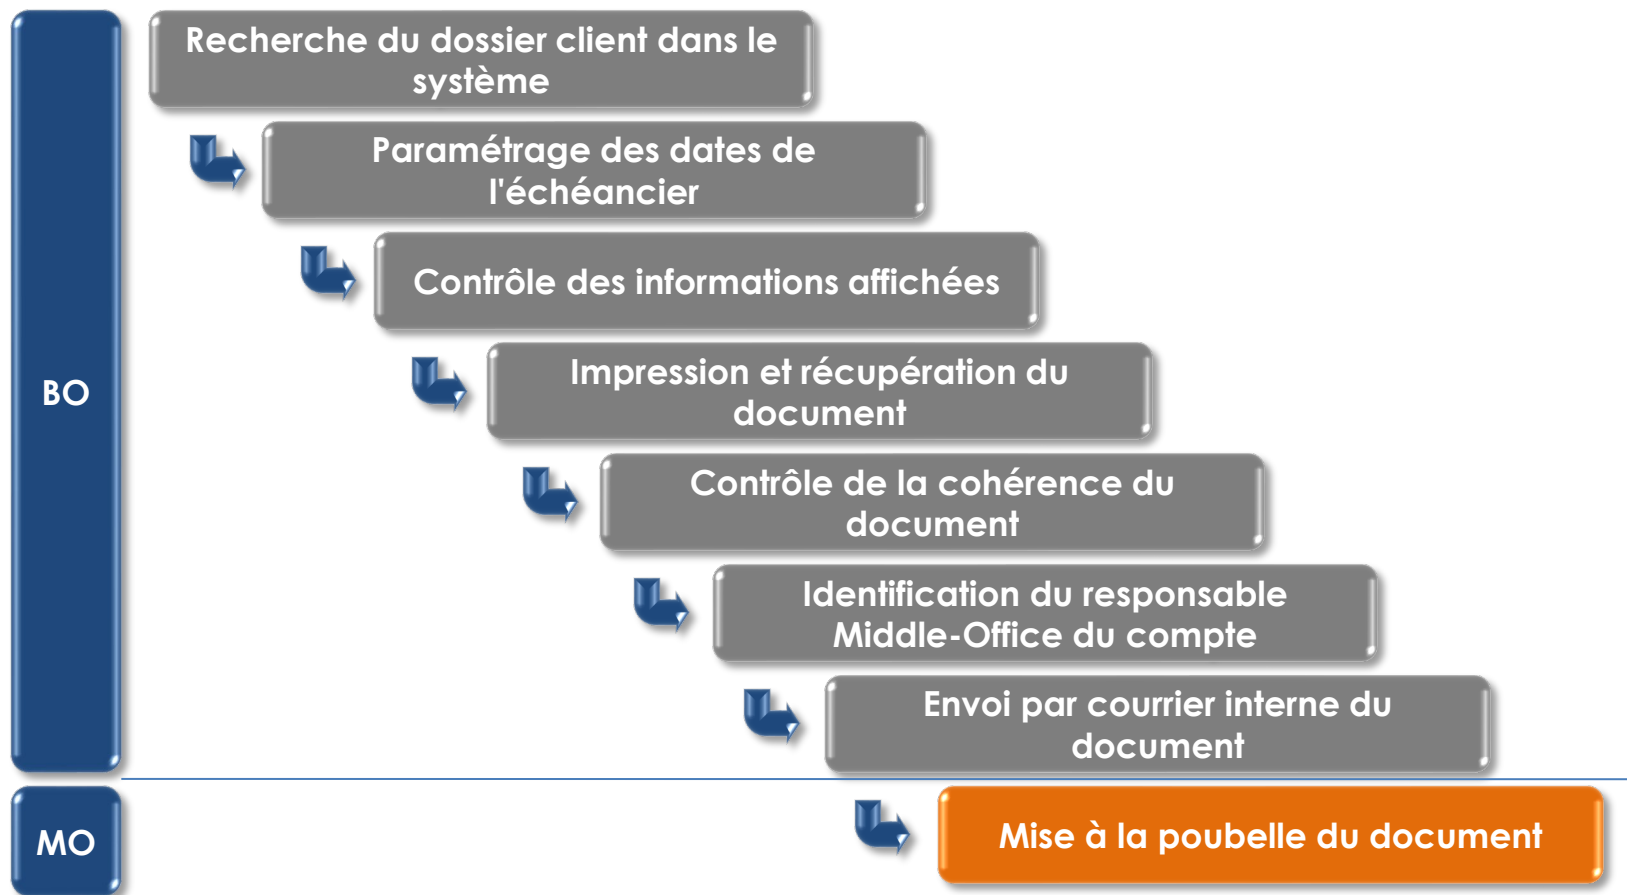 Recherche du dossier client dans le
système
Paramétrage des dates de
l'échéancier
Contrôle des informations affichées
Impression et récupération du
document
BO
Contrôle de la cohérence du
document
Identification du responsable
Middle-Office du compte
Envoi par courrier interne du
document
MO
Mise à la poubelle du document